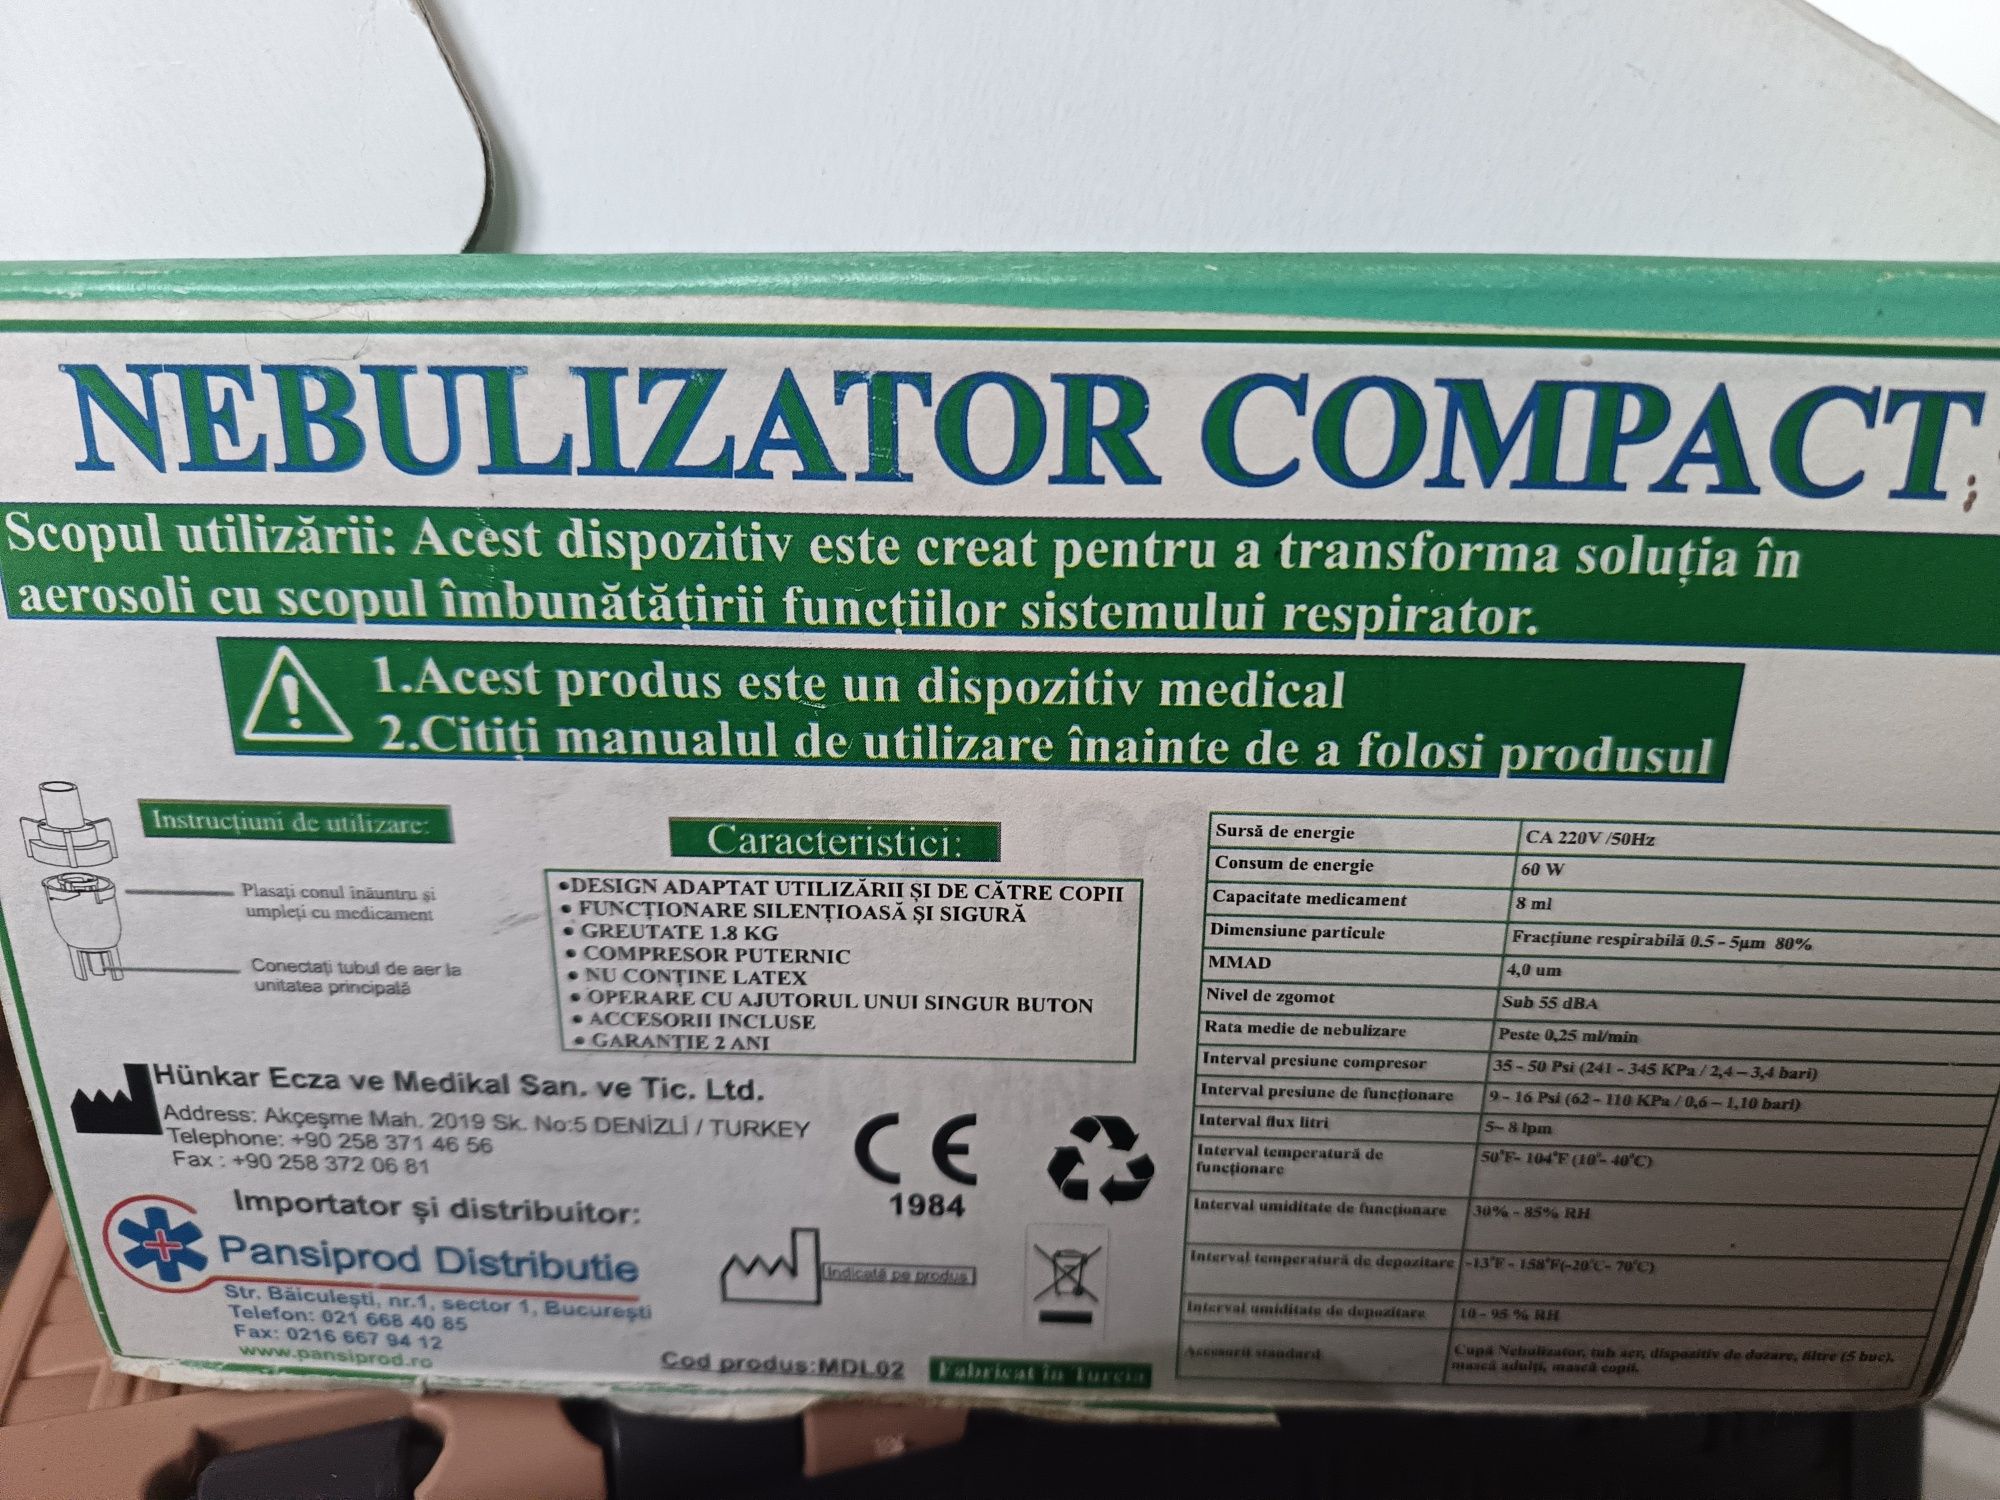 NEBULIZATOR COMPACT
Scopul utilizării: Acest dispozitiv este creat pentru a transforma soluția în
aerosoli cu scopul îmbunătățirii funcțiilor sistemului respirator.
1.Acest produs este un dispozitiv medical
2.Citiți manualul de utilizare înainte de a folosi produsul
Instrucțiuni de utilizare:
Plasați conul înăuntru și
umpleți cu medicament
Conectați tubul de aer la
unitatea principală
Caracteristici:
•DESIGN ADAPTAT UTILIZĂRII ȘI DE CĂTRE COPII
• FUNCȚIONARE SILENȚIOASĂ ȘI SIGURĂ
• GREUTATE 1.8 KG
• COMPRESOR PUTERNIC
• NU CONȚINE LATEX
• OPERARE CU AJUTORUL UNUI SINGUR BUTON
• ACCESORII INCLUSE
• GARANȚIE 2 ANI
Hünkar Ecza ve Medikal San. ve Tic. Ltd.
Address: Akçeşme Mah. 2019 Sk. No:5 DENİZLİ / TURKEY
Telephone: +90 258 371 46 56
Fax : +90 258 372 06 81
CE
1984
Importator și distribuitor:
Pansiprod Distributie
Str. Băiculești, nr.1, sector 1, București
Telefon: 021 668 40 85
Fax: 0216 667 94 12
www.pansiprod.ro
Indicată pe produs
Cod produs:MDL02
Fabricat în Turcia
Sursă de energie CA 220V /50Hz
Consum de energie 60 W
Capacitate medicament 8 ml
Dimensiune particule Fracțiune respirabilă 0.5 - 5µm 80%
MMAD 4,0 um
Nivel de zgomot Sub 55 dBA
Rata medie de nebulizare Peste 0,25 ml/min
Interval presiune compresor 35 - 50 Psi (241 - 345 KPa / 2,4 – 3,4 bari)
Interval presiune de funcționare 9 - 16 Psi (62 - 110 KPa / 0,6 – 1,10 bari)
Interval flux litri 5– 8 lpm
Interval temperatură de
funcționare 50°F- 104°F (10°- 40°C)
Interval umiditate de funcționare 30% - 85% RH
Interval temperatură de depozitare -13°F - 158°F(-20°C- 70°C)
Interval umiditate de depozitare 10 - 95 % RH
Accesorii standard Cupă Nebulizator, tub aer, dispozitiv de dozare, filtre (5 buc),
mască adulți, mască copii.